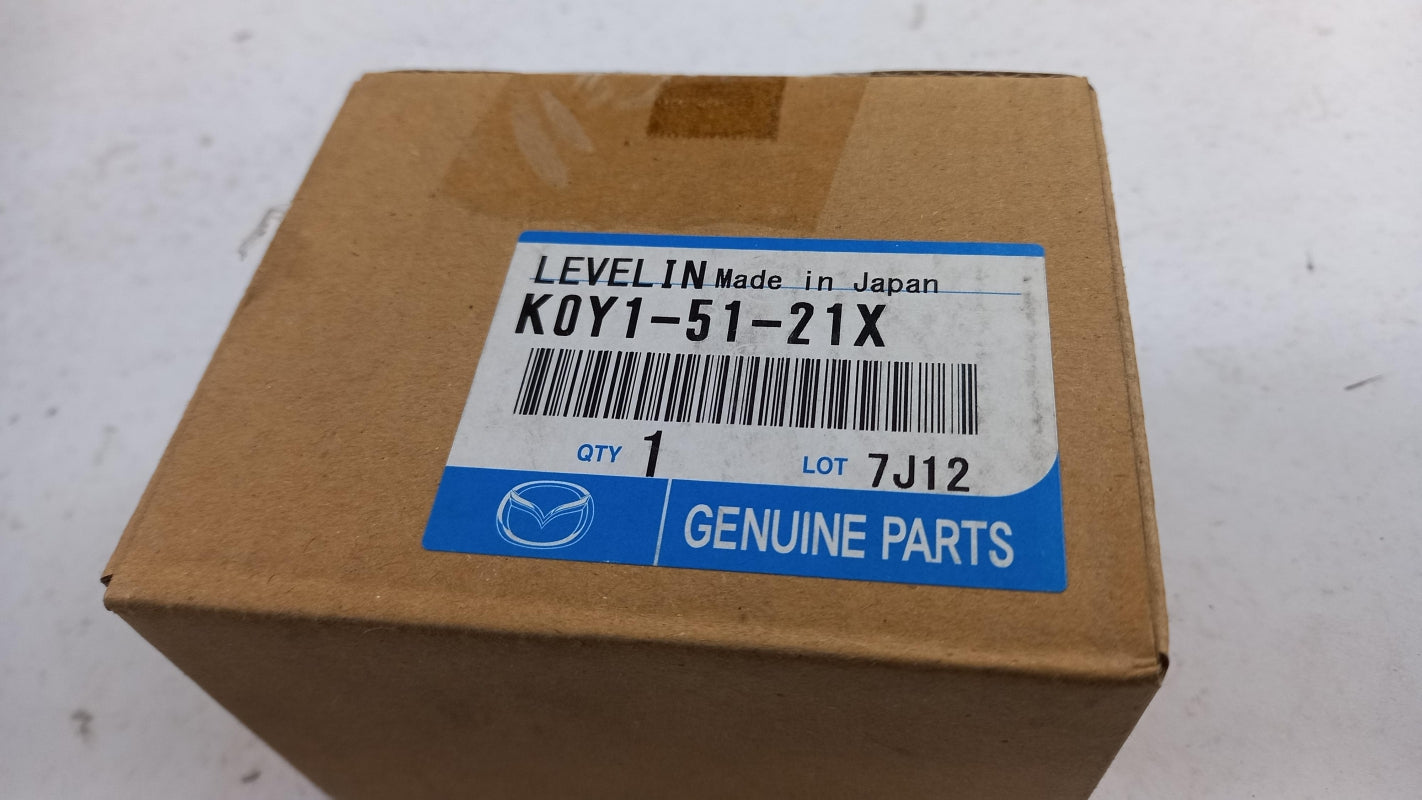 LEVELIN Made in Japan
K0Y1-51-21X
QTY 1 LOT 7J12
GENUINE PARTS